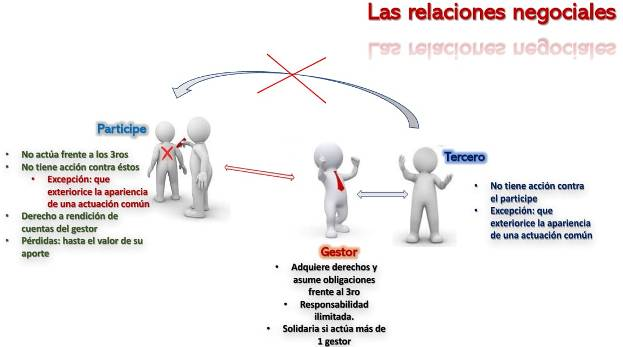 Las relaciones negociales
Participe
• No actúa frente a los 3ros
• No tiene acción contra éstos
• Excepción: que
exteriorice la apariencia
de una actuación común
• Derecho a rendición de
cuentas del gestor
• Pérdidas: hasta el valor de su
aporte
Gestor
• Adquiere derechos y
asume obligaciones
frente al 3ro
• Responsabilidad
ilimitada.
• Solidaria si actúa más de
1 gestor
Tercero
• No tiene acción contra
el participe
• Excepción: que
exteriorice la apariencia
de una actuación común